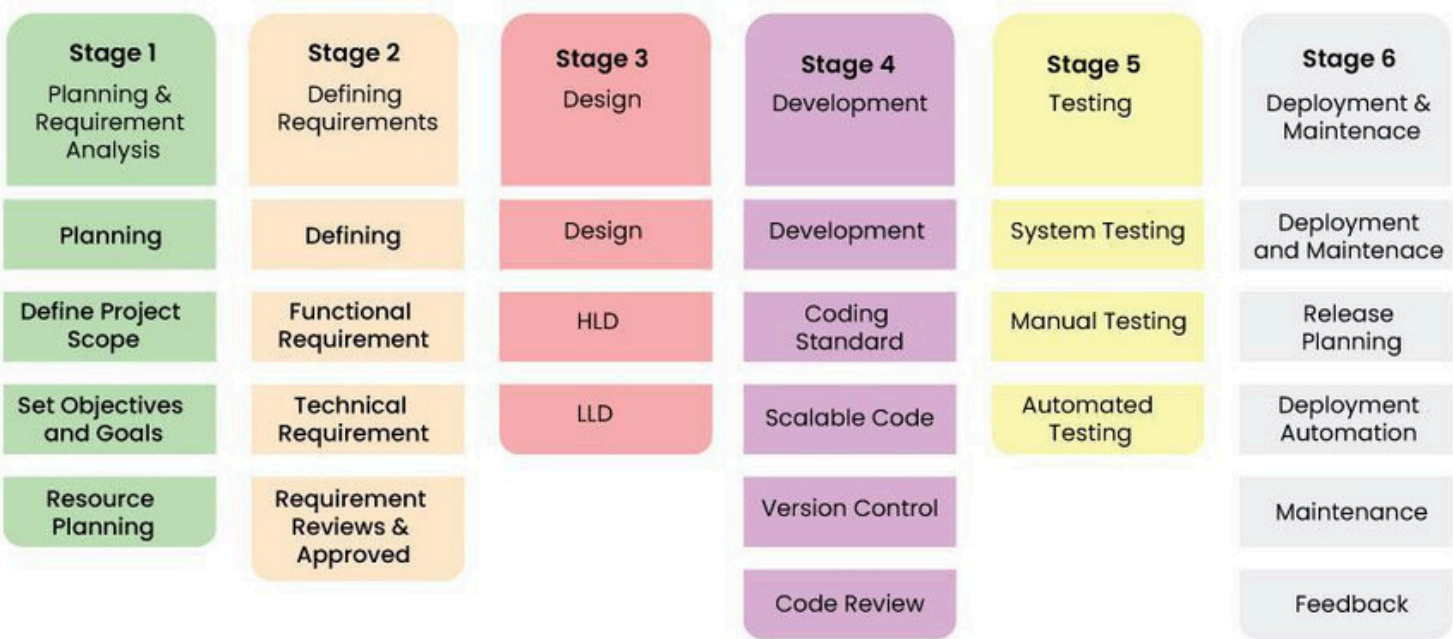 Stage 1
Planning &
Requirement
Analysis
Planning
Define Project
Scope
Set Objectives
and Goals
Resource
Planning
Stage 2
Defining
Requirements
Defining
Functional
Requirement
Technical
Requirement
Requirement
Reviews &
Approved
Stage 3
Design
Design
HLD
LLD
Stage 4
Development
Development
Coding
Standard
Scalable Code
Version Control
Code Review
Stage 5
Testing
System Testing
Manual Testing
Automated
Testing
Stage 6
Deployment &
Maintenace
Deployment
and Maintenace
Release
Planning
Deployment
Automation
Maintenance
Feedback